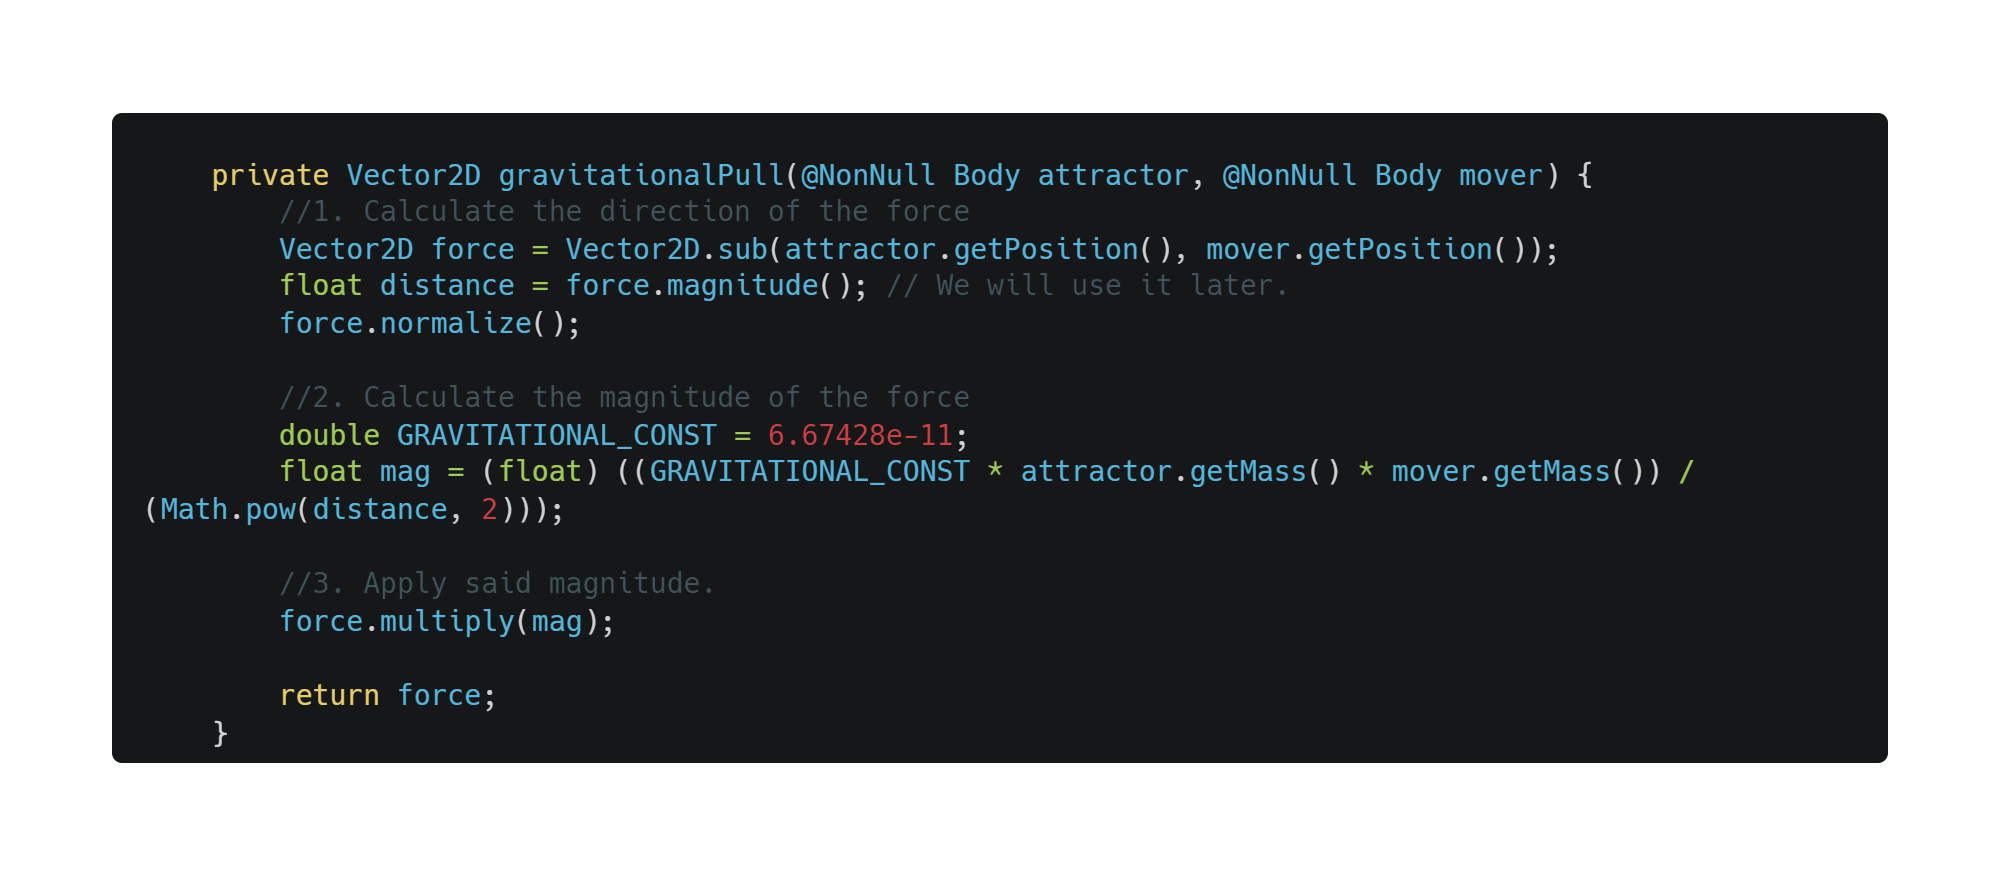 private Vector2D gravitationalPull(@NonNull Body attractor, @NonNull Body mover) {
//1. Calculate the direction of the force
Vector2D force = Vector2D.sub(attractor.getPosition(), mover.getPosition());
float distance = force.magnitude(); // We will use it later.
force.normalize();
//2. Calculate the magnitude of the force
double GRAVITATIONAL_CONST = 6.67428e-11;
float mag = (float) ((GRAVITATIONAL_CONST * attractor.getMass() * mover.getMass()) /
(Math.pow(distance, 2)));
//3. Apply said magnitude.
force.multiply(mag);
return force;
}